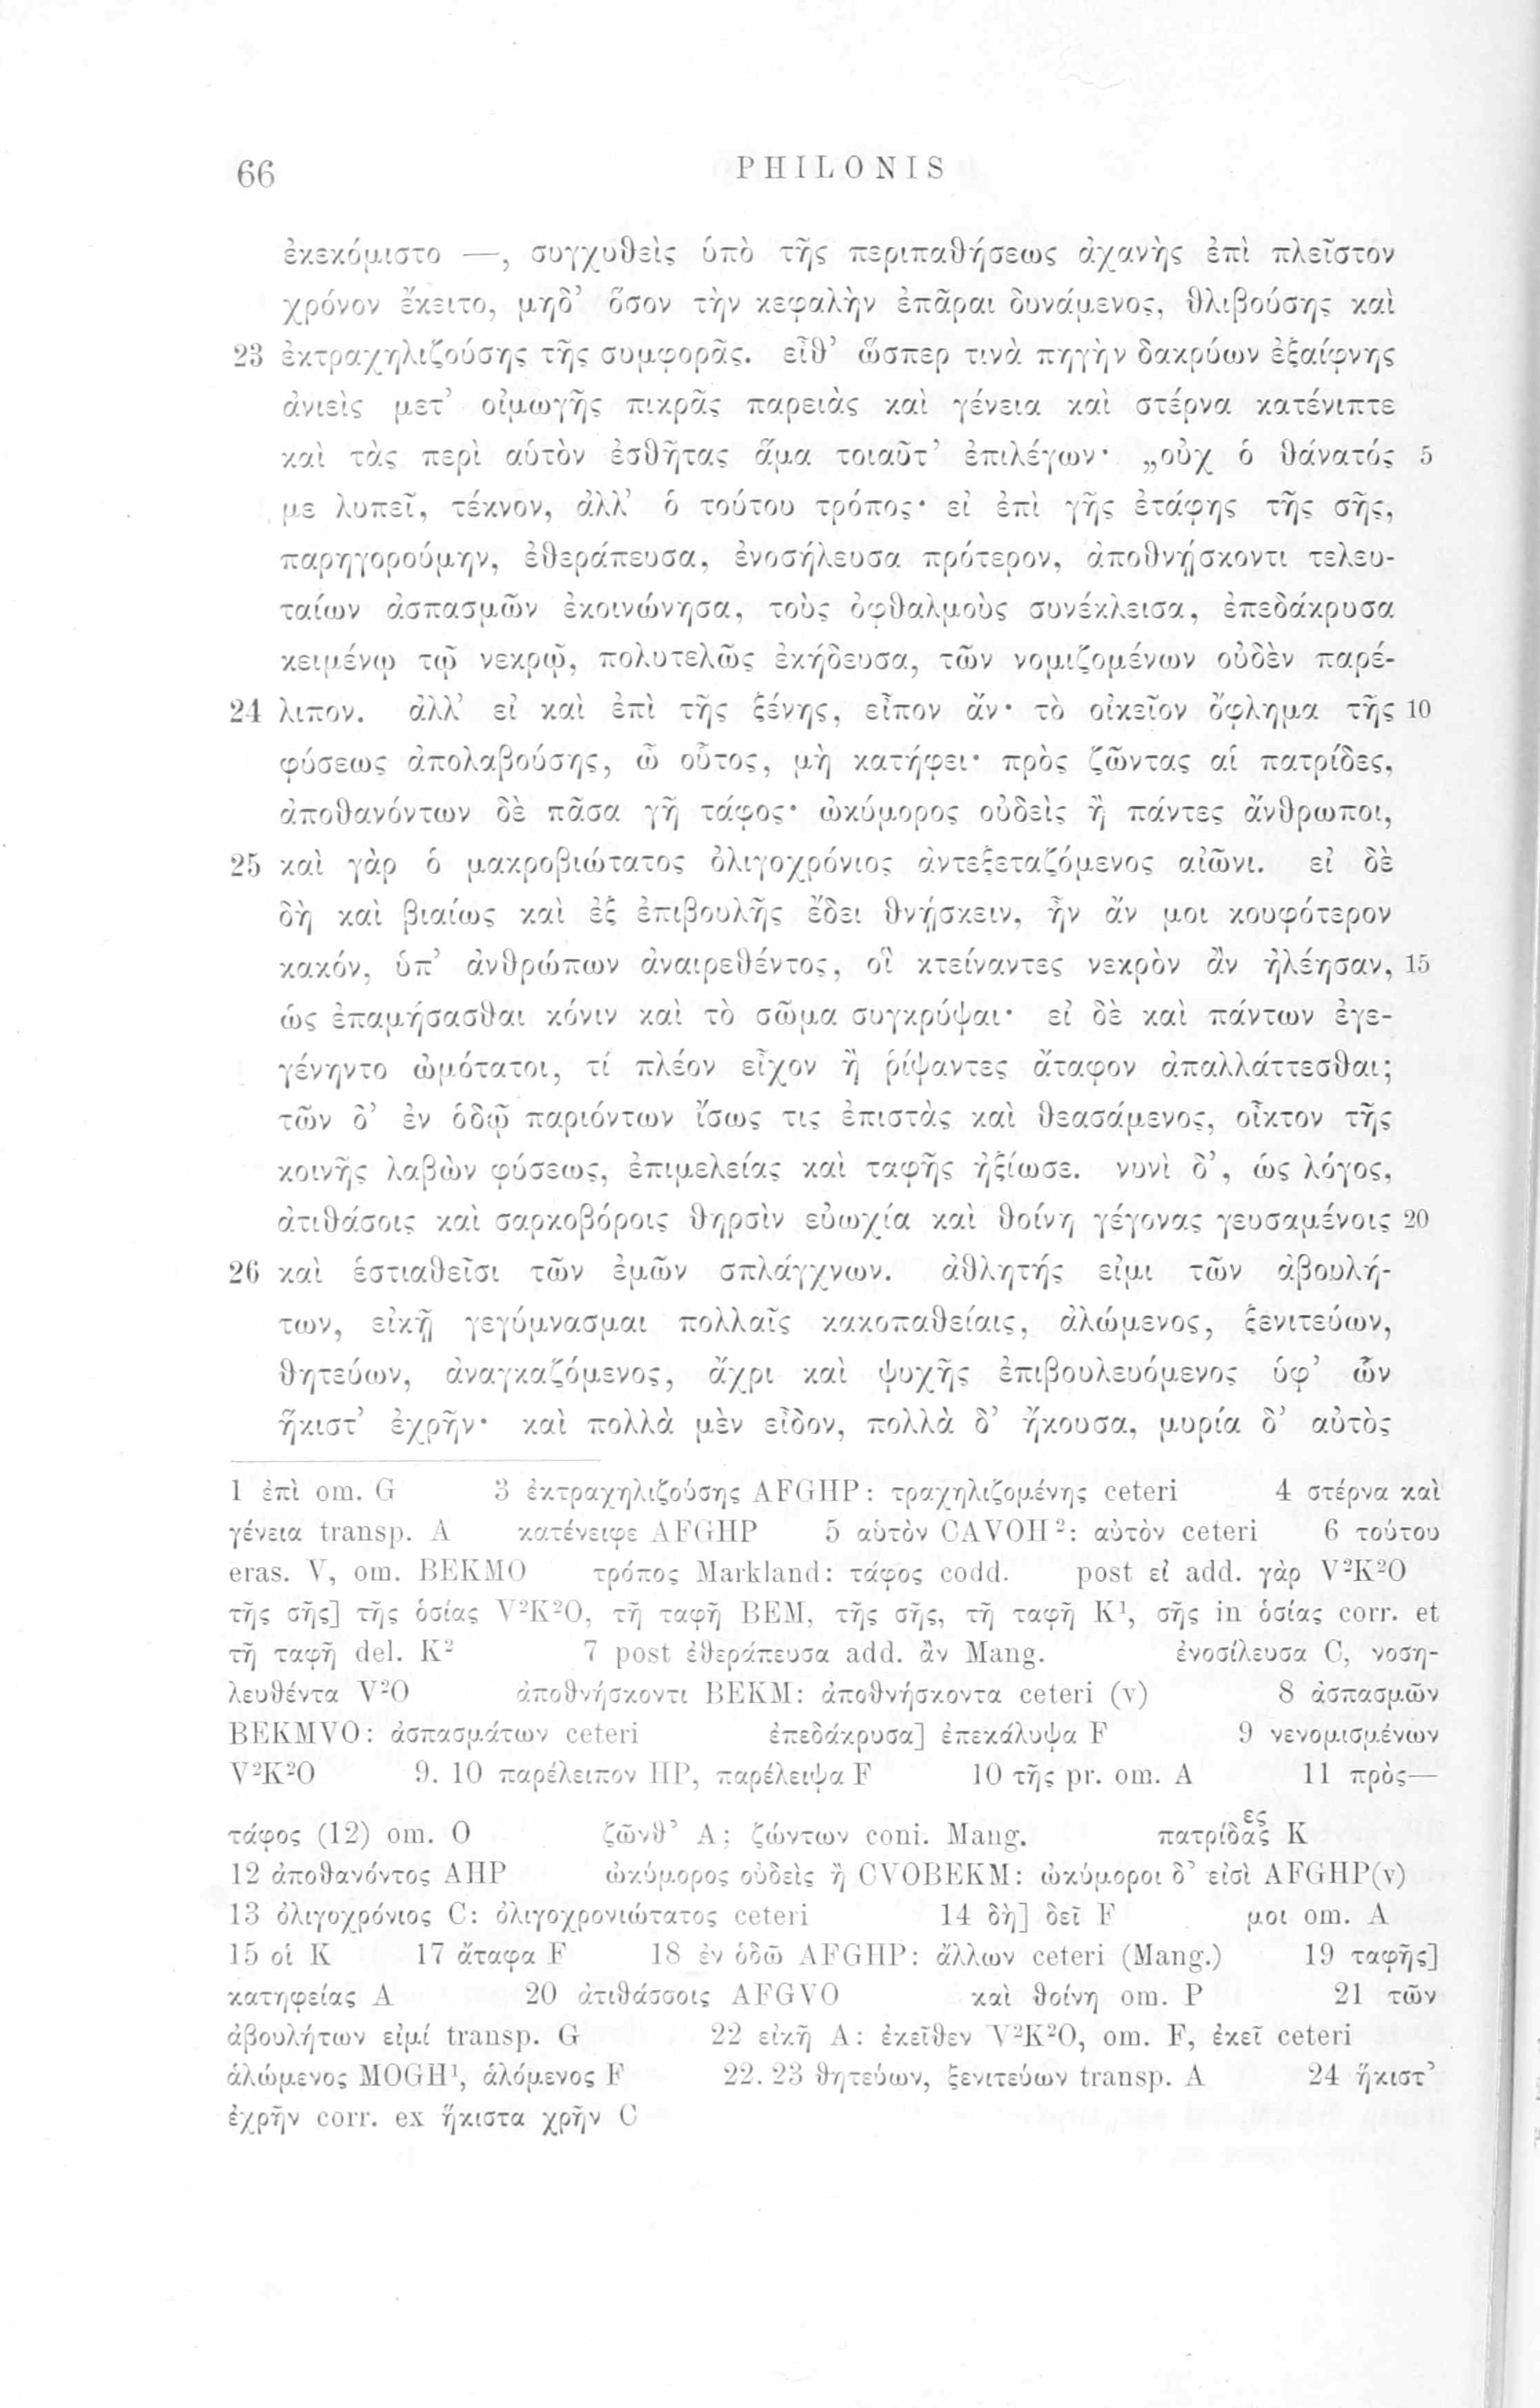 66 PHILONIS
ἐκεκόμιστο —, συγχυθεὶς ὑπὸ τῆς περιπαθήσεως ἀχανὴς ἐπὶ πλεῖστον
χρόνον ἔκειτο, μηδ’ ὅσον τὴν κεφαλὴν ἐπᾶραι δυνάμενος, θλιβούσης καὶ
23 ἐκτραχηλιζούσης τῆς συμφορᾶς. εἶθ’ ὥσπερ τινὰ πηγὴν δακρύων ἐξαίφνης
ἀνιεὶς μετ’ οἰμωγῆς πικρᾶς παρειὰς καὶ γένεια καὶ στέρνα κατένιπτε
καὶ τὰς περὶ αὑτὸν ἐσθῆτας ἅμα τοιαῦτ’ ἐπιλέγων· „οὐχ ὁ θάνατός 5
με λυπεῖ, τέκνον, ἀλλ’ ὁ τούτου τρόπος· εἰ ἐπὶ γῆς ἐτάφης τῆς σῆς,
παρηγορούμην, ἐθεράπευσα, ἐνοσήλευσα πρότερον, ἀποθνῄσκοντι τελευ-
ταίων ἀσπασμῶν ἐκοινώνησα, τοὺς ὀφθαλμοὺς συνέκλεισα, ἐπεδάκρυσα
κειμένῳ τῷ νεκρῷ, πολυτελῶς ἐκήδευσα, τῶν νομιζομένων οὐδὲν παρέ-
24 λιπον. ἀλλ’ εἰ καὶ ἐπὶ τῆς ξένης, εἶπον ἄν· τὸ οἰκεῖον ὄφλημα τῆς 10
φύσεως ἀπολαβούσης, ὦ οὗτος, μὴ κατήφει· πρὸς ζῶντας αἱ πατρίδες,
ἀποθανόντων δὲ πᾶσα γῆ τάφος· ὠκύμορος οὐδεὶς ἢ πάντες ἄνθρωποι,
25 καὶ γὰρ ὁ μακροβιώτατος ὀλιγοχρόνιος ἀντεξεταζόμενος αἰῶνι. εἰ δὲ
δὴ καὶ βιαίως καὶ ἐξ ἐπιβουλῆς ἔδει θνῄσκειν, ἦν ἄν μοι κουφότερον
κακόν, ὑπ’ ἀνθρώπων ἀναιρεθέντος, οἳ κτείναντες νεκρὸν ἂν ἠλέησαν, 15
ὡς ἐπαμήσασθαι κόνιν καὶ τὸ σῶμα συγκρύψαι· εἰ δὲ καὶ πάντων ἐγε-
γένηντο ὠμότατοι, τί πλέον εἶχον ἢ ῥίψαντες ἄταφον ἀπαλλάττεσθαι;
τῶν δ’ ἐν ὁδῷ παριόντων ἴσως τις ἐπιστὰς καὶ θεασάμενος, οἶκτον τῆς
κοινῆς λαβὼν φύσεως, ἐπιμελείας καὶ ταφῆς ἠξίωσε. νυνὶ δ’, ὡς λόγος,
ἀτιθάσοις καὶ σαρκοβόροις θηρσὶν εὐωχία καὶ θοίνη γέγονας γευσαμένοις 20
26 καὶ ἑστιαθεῖσι τῶν ἐμῶν σπλάγχνων. ἀθλητής εἰμι τῶν ἀβουλή-
των, εἰκῇ γεγύμνασμαι πολλαῖς κακοπαθείαις, ἀλώμενος, ξενιτεύων,
θητεύων, ἀναγκαζόμενος, ἄχρι καὶ ψυχῆς ἐπιβουλευόμενος ὑφ’ ὧν
ἥκιστ’ ἐχρῆν· καὶ πολλὰ μὲν εἶδον, πολλὰ δ’ ἤκουσα, μυρία δ’ αὐτὸς
1 ἐπὶ om. G 3 ἐκτραχηλιζούσης AFGHP: τραχηλιζομένης ceteri 4 στέρνα καὶ
γένεια transp. A κατένειφε AFGHP 5 αὑτὸν CAVOH²: αὐτὸν ceteri 6 τούτου
eras. V, om. BEKMO τρόπος Markland: τάφος codd. post εἰ add. γὰρ V²K²O
τῆς σῆς] τῆς ὁσίας V²K²O, τῇ ταφῇ BEM, τῆς σῆς, τῇ ταφῇ K¹, σῆς in ὁσίας corr. et
τῇ ταφῇ del. K² 7 post ἐθεράπευσα add. ἂν Mang. ἐνοσίλευσα C, νοση-
λευθέντα V²O ἀποθνῄσκοντι BEKM: ἀποθνῄσκοντα ceteri (v) 8 ἀσπασμῶν
BEKMVO: ἀσπασμάτων ceteri ἐπεδάκρυσα] ἐπεκάλυψα F 9 νενομισμένων
V²K²O 9. 10 παρέλειπον HP, παρέλειψα F 10 τῆς pr. om. A 11 πρὸς—
τάφος (12) om. O ζῶνθ’ A; ζώντων coni. Mang. πατρίδας͑ες K
12 ἀποθανόντος AHP ὠκύμορος οὐδεὶς ἢ CVOBEKM: ὠκύμοροι δ’ εἰσὶ AFGHP(v)
13 ὀλιγοχρόνιος C: ὀλιγοχρονιώτατος ceteri 14 δὴ] δεῖ F μοι om. A
15 οἱ K 17 ἄταφα F 18 ἐν ὁδῷ AFGHP: ἄλλων ceteri (Mang.) 19 ταφῆς]
κατηφείας A 20 ἀτιθάσσοις AFGVO καὶ θοίνη om. P 21 τῶν
ἀβουλήτων εἰμί transp. G 22 εἰκῇ A: ἐκεῖθεν V²K²O, om. F, ἐκεῖ ceteri
ἁλώμενος MOGH¹, ἁλόμενος F 22. 23 θητεύων, ξενιτεύων transp. A 24 ἥκιστ’
ἐχρῆν corr. ex ἥκιστα χρῆν C